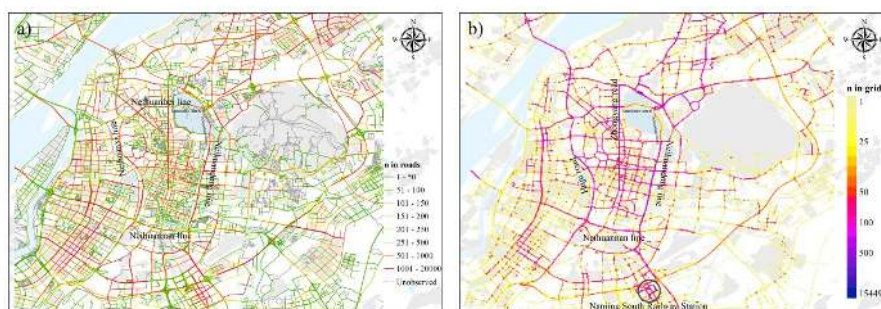 a)
N
Neihuanbei line
Neihuanxi line
Neihuandong line
Neihuannan line
n in roads
1 - 50
51 - 100
101 - 150
151 - 200
201 - 250
251 - 500
501 - 1000
1001 - 20000
Unobserved
b)
N
Zhongyang road
Neihuandong line
Neihuannan line
Nanjing South Railway Station
n in grid
1
25
50
100
500
15449